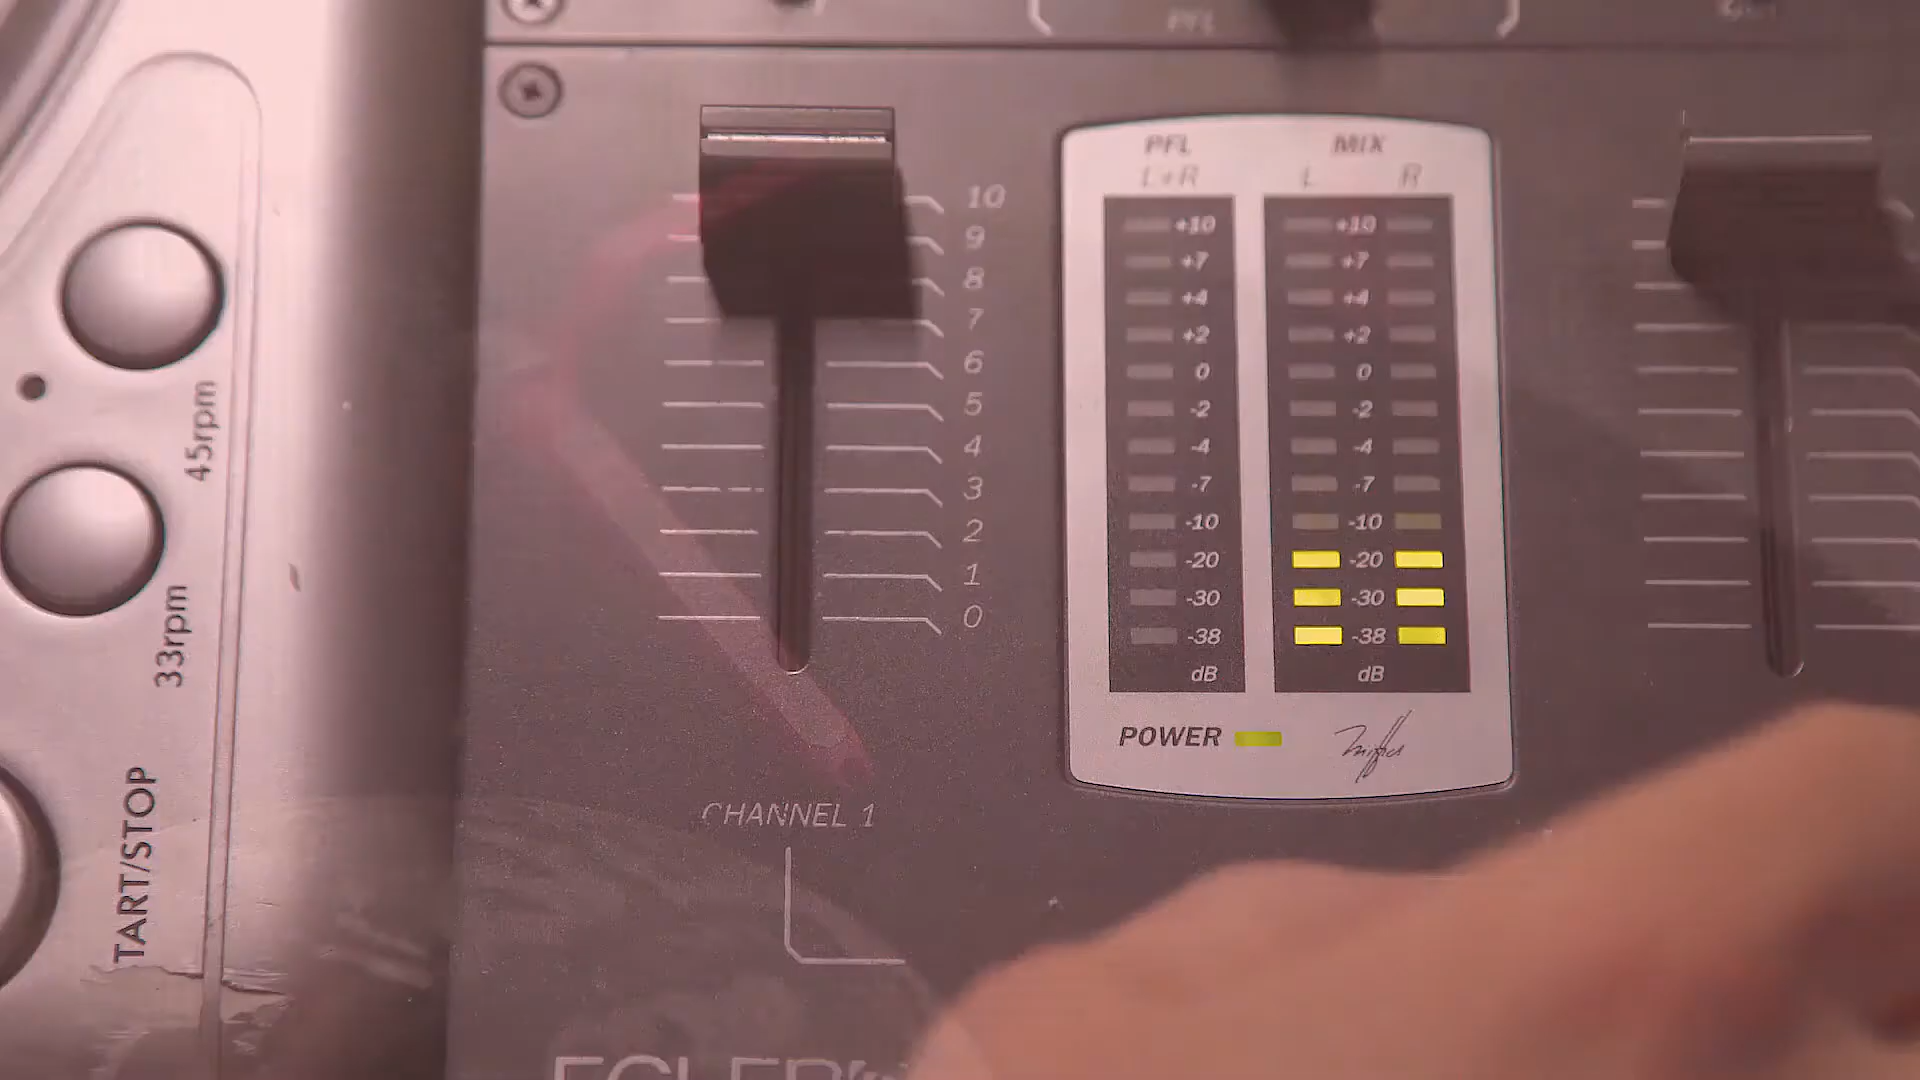 PFL
45rpm
33rpm
TART/STOP
10
9
8
7
6
5
4
3
2
1
0
CHANNEL 1
PFL MIX
L+R L R
+10 +10
+7 +7
+4 +4
+2 +2
0 0
-2 -2
-4 -4
-7 -7
-10 -10
-20 -20
-30 -30
-38 -38
dB dB
POWER